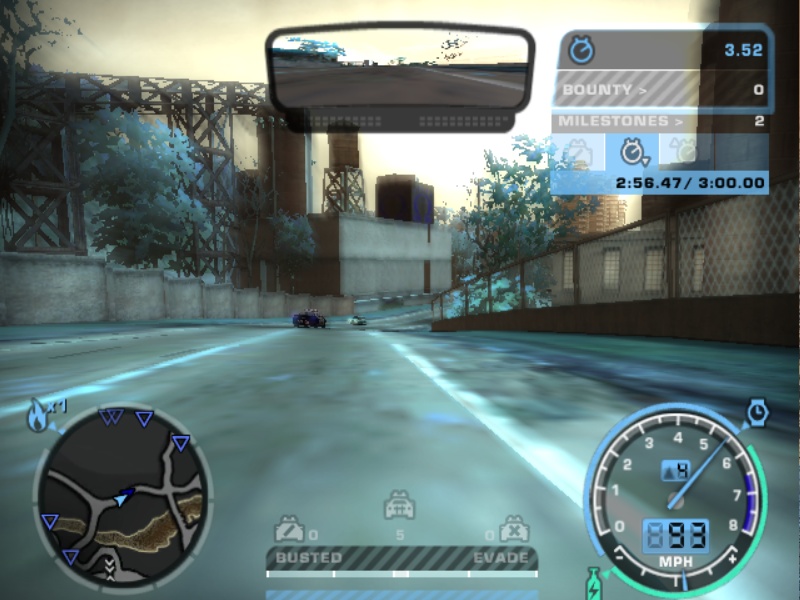 3.52
BOUNTY > 0
MILESTONES > 2
2:56.47/ 3:00.00
x1
0 1 2 3 4 5 6 7 8
4
93
MPH
- +
0 5 0
BUSTED EVADE